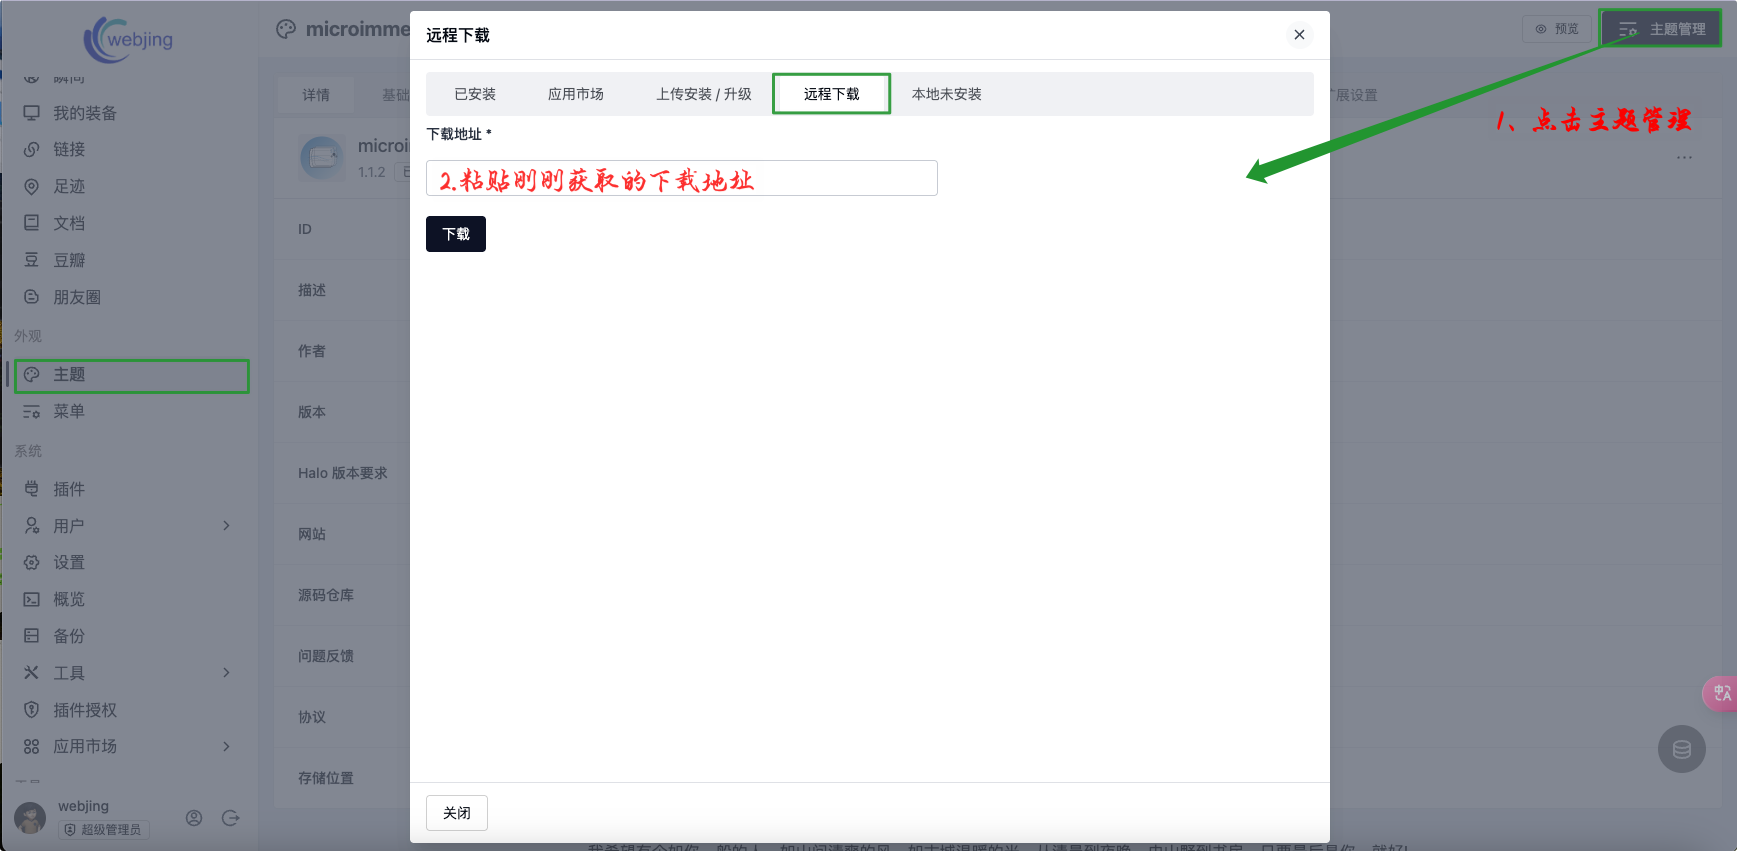 webjing
瞬间
我的装备
链接
足迹
文档
豆瓣
朋友圈
外观
主题
菜单
系统
插件
用户
设置
概览
备份
工具
插件授权
应用市场
webjing
超级管理员
microimme
预览
主题管理
详情
基础
扩展设置
microi
1.1.2
ID
描述
作者
版本
Halo 版本要求
网站
源码仓库
问题反馈
协议
存储位置
远程下载
已安装
应用市场
上传安装 / 升级
远程下载
本地未安装
下载地址 *
2.粘贴刚刚获取的下载地址
下载
关闭
1、点击主题管理
中A